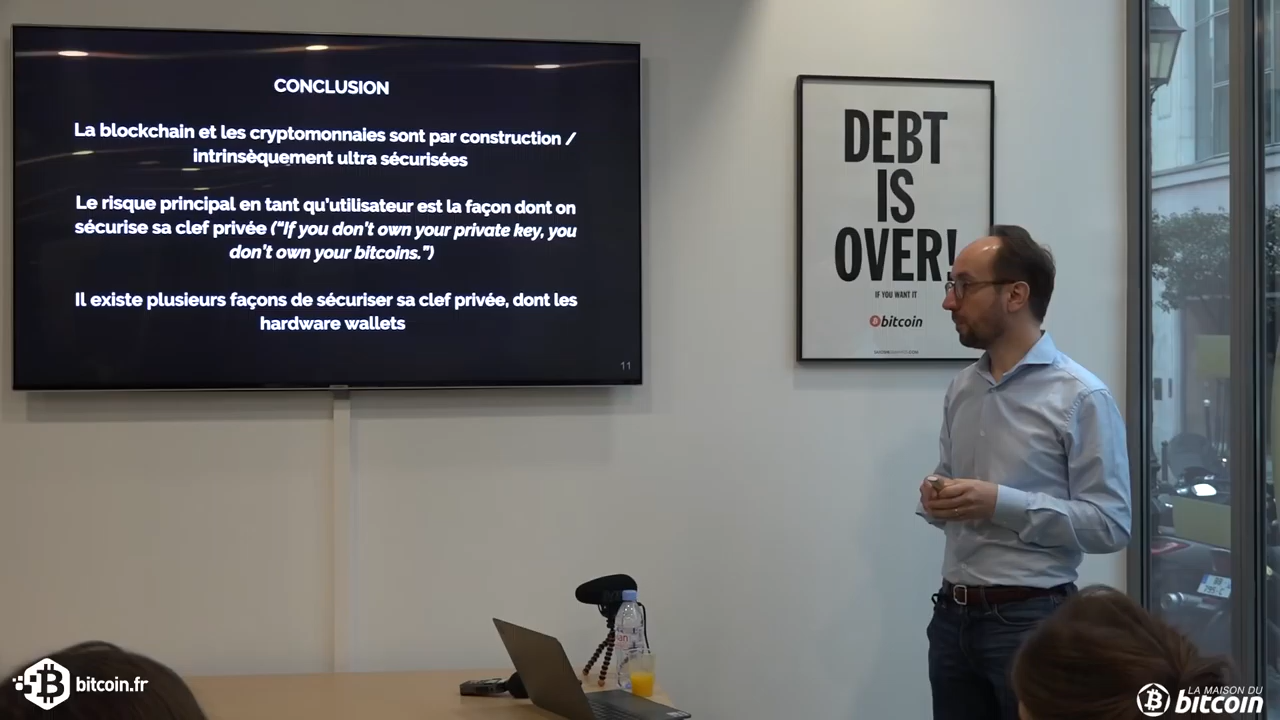 CONCLUSION
La blockchain et les cryptomonnaies sont par construction /
intrinsèquement ultra sécurisées
Le risque principal en tant qu'utilisateur est la façon dont on
sécurise sa clef privée ("If you don't own your private key, you
don't own your bitcoins.")
Il existe plusieurs façons de sécuriser sa clef privée, dont les
hardware wallets
11
DEBT
IS
OVER!
IF YOU WANT IT
bitcoin
bitcoin.fr
LA MAISON DU
bitcoin